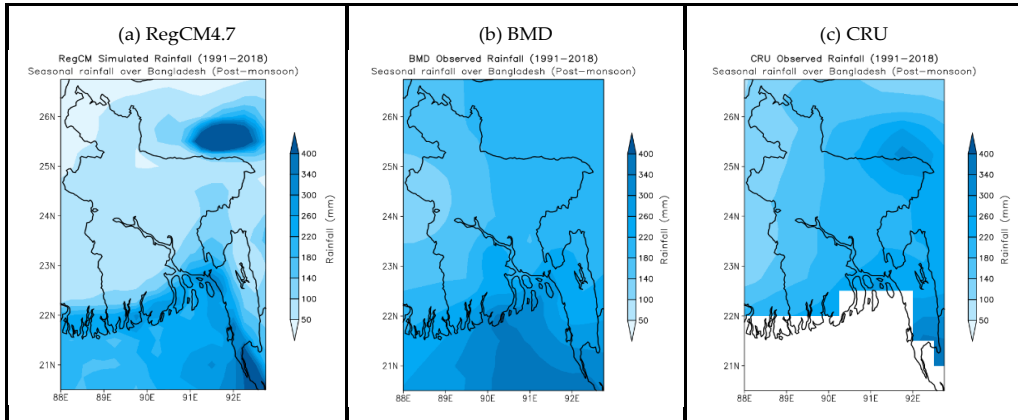 (a) RegCM4.7
RegCM Simulated Rainfall (1991−2018)
Seasonal rainfall over Bangladesh (Post−monsoon)
26N
25N
24N
23N
22N
21N
88E 89E 90E 91E 92E
400
340
300
260
220
180
140
100
50
Rainfall (mm)
(b) BMD
BMD Observed Rainfall (1991−2018)
Seasonal rainfall over Bangladesh (Post−monsoon)
26N
25N
24N
23N
22N
21N
88E 89E 90E 91E 92E
400
340
300
260
220
180
140
100
50
Rainfall (mm)
(c) CRU
CRU Observed Rainfall (1991−2018)
Seasonal rainfall over Bangladesh (Post−monsoon)
26N
25N
24N
23N
22N
21N
88E 89E 90E 91E 92E
400
340
300
260
220
180
140
100
50
Rainfall (mm)